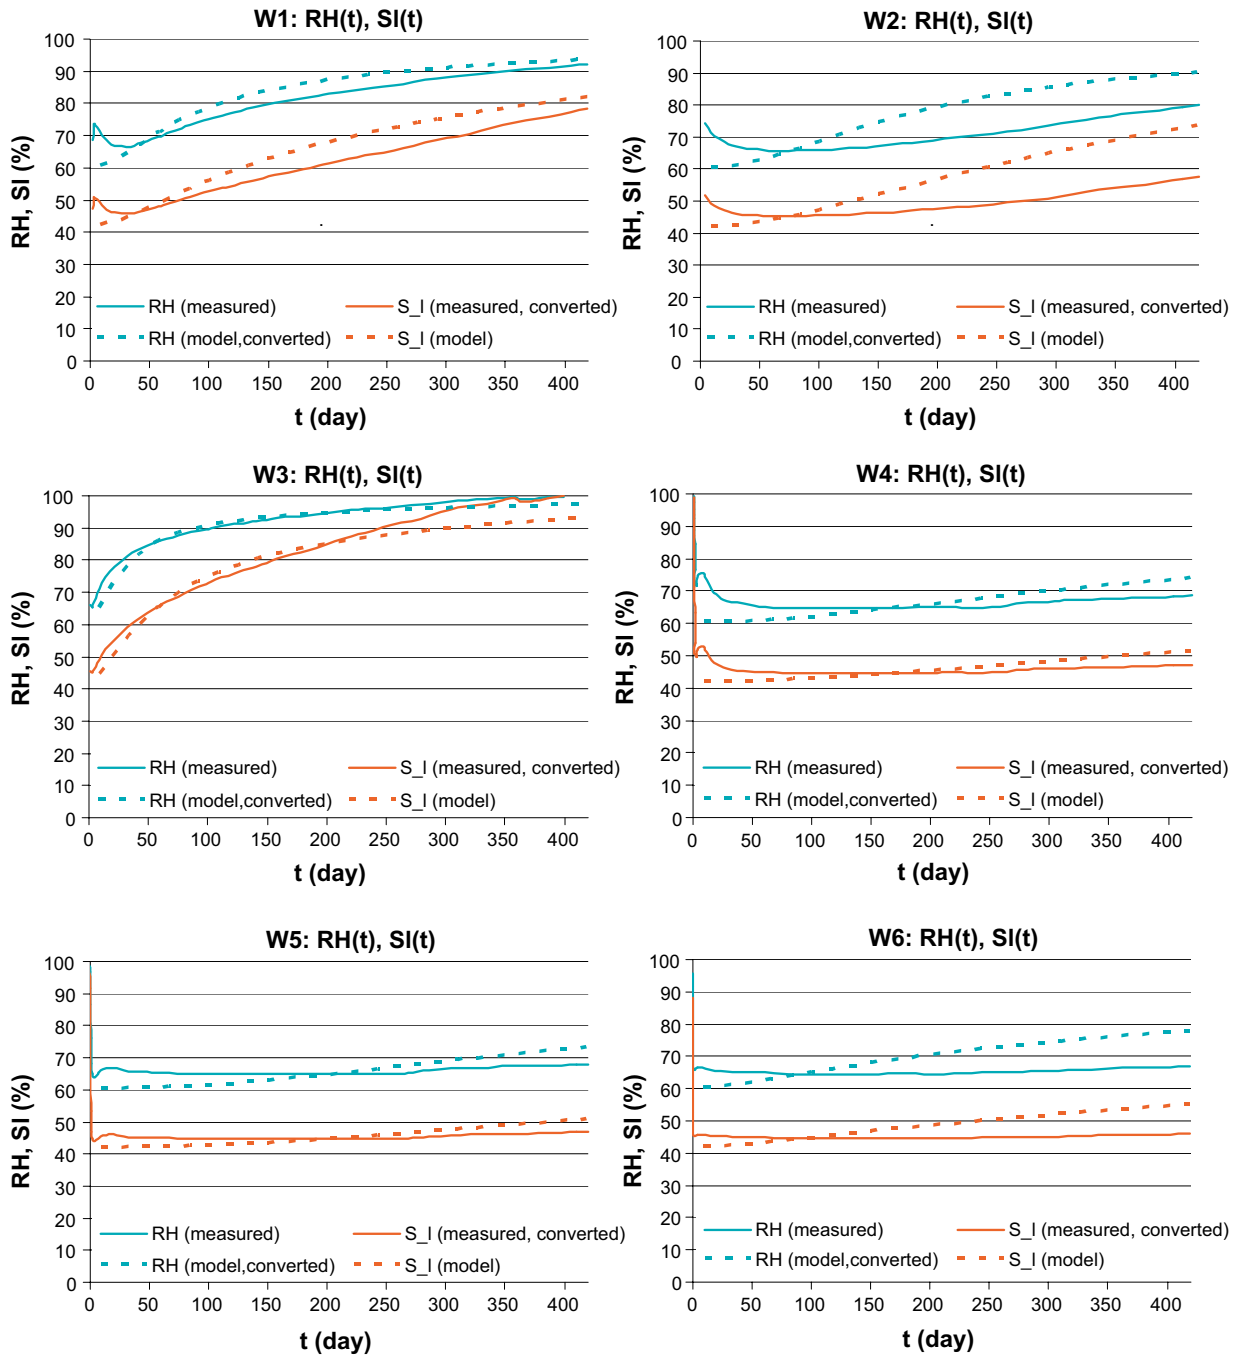 W1: RH(t), SI(t)
100
90
80
70
60
50
40
30
20
10
0
RH, SI (%)
RH (measured)
S_l (measured, converted)
RH (model,converted)
S_l (model)
0 50 100 150 200 250 300 350 400
t (day)
W2: RH(t), SI(t)
100
90
80
70
60
50
40
30
20
10
0
RH, SI (%)
RH (measured)
S_l (measured, converted)
RH (model,converted)
S_l (model)
0 50 100 150 200 250 300 350 400
t (day)
W3: RH(t), SI(t)
100
90
80
70
60
50
40
30
20
10
0
RH, SI (%)
RH (measured)
S_l (measured, converted)
RH (model,converted)
S_l (model)
0 50 100 150 200 250 300 350 400
t (day)
W4: RH(t), SI(t)
100
90
80
70
60
50
40
30
20
10
0
RH, SI (%)
RH (measured)
S_l (measured, converted)
RH (model,converted)
S_l (model)
0 50 100 150 200 250 300 350 400
t (day)
W5: RH(t), SI(t)
100
90
80
70
60
50
40
30
20
10
0
RH, SI (%)
RH (measured)
S_l (measured, converted)
RH (model,converted)
S_l (model)
0 50 100 150 200 250 300 350 400
t (day)
W6: RH(t), SI(t)
100
90
80
70
60
50
40
30
20
10
0
RH, SI (%)
RH (measured)
S_l (measured, converted)
RH (model,converted)
S_l (model)
0 50 100 150 200 250 300 350 400
t (day)